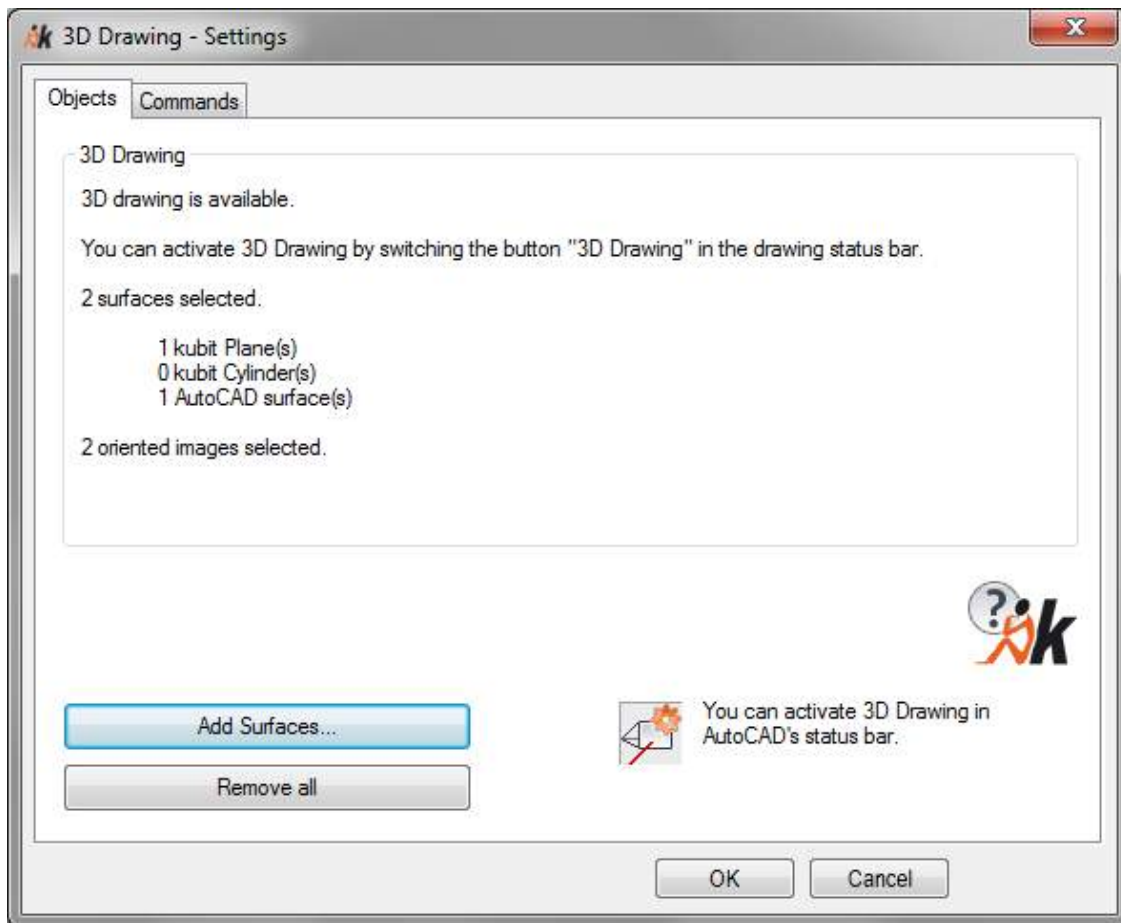 3D Drawing - Settings
Objects
Commands
3D Drawing
3D drawing is available.
You can activate 3D Drawing by switching the button "3D Drawing" in the drawing status bar.
2 surfaces selected.
1 kubit Plane(s)
0 kubit Cylinder(s)
1 AutoCAD surface(s)
2 oriented images selected.
?
k
Add Surfaces...
You can activate 3D Drawing in
AutoCAD's status bar.
Remove all
OK
Cancel